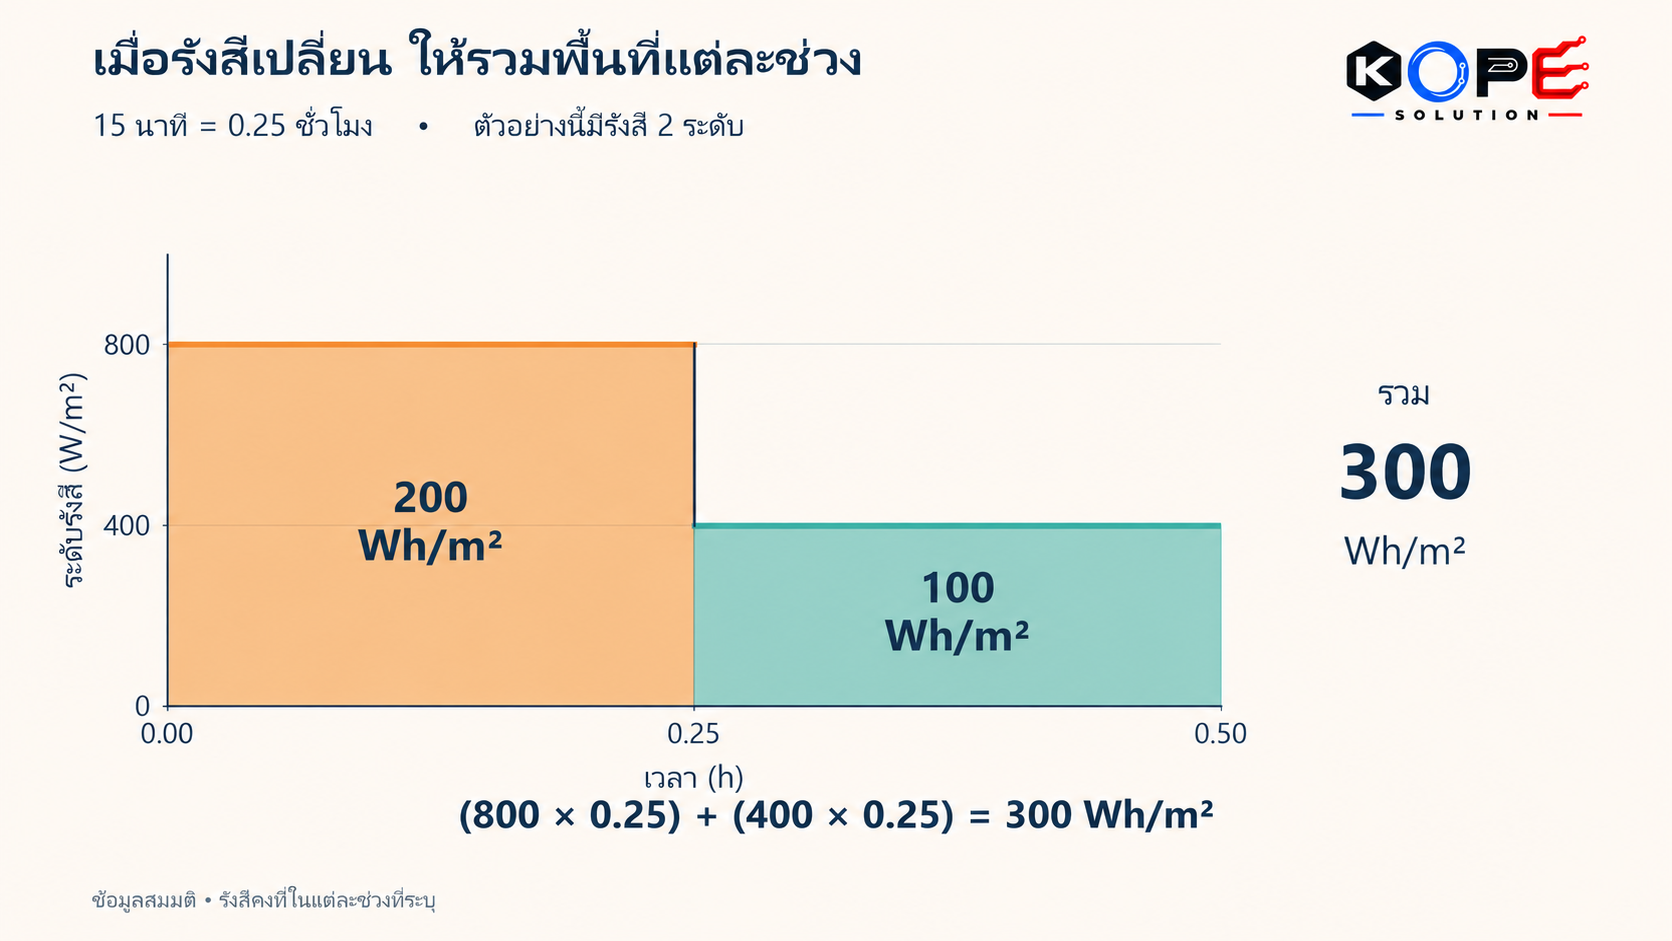 เมื่อรังสีเปลี่ยน ให้รวมพื้นที่แต่ละช่วง
15 นาที = 0.25 ชั่วโมง • ตัวอย่างนี้มีรังสี 2 ระดับ
KOPE
SOLUTION
ระดับรังสี (W/m²)
800
400
0
200
Wh/m²
100
Wh/m²
รวม
300
Wh/m²
0.00
0.25
0.50
เวลา (h)
(800 × 0.25) + (400 × 0.25) = 300 Wh/m²
ข้อมูลสมมติ • รังสีคงที่ในแต่ละช่วงที่ระบุ